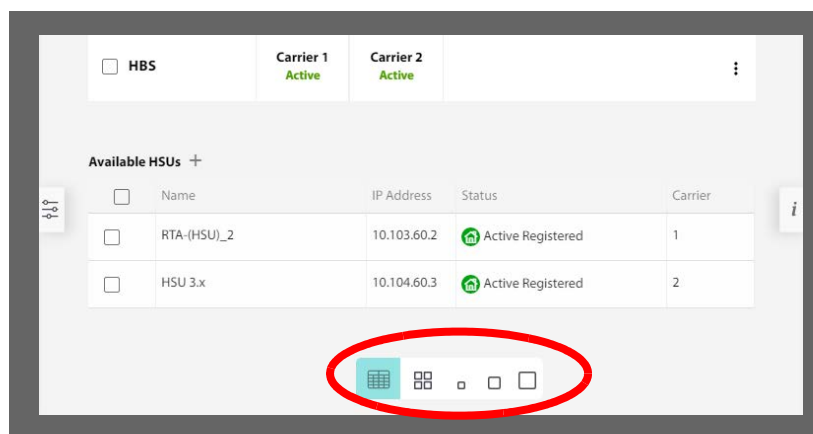 HBS Carrier 1 Carrier 2
Active Active
Available HSUs +
Name IP Address Status Carrier
RTA-(HSU)_2 10.103.60.2 Active Registered 1
HSU 3.x 10.104.60.3 Active Registered 2
i